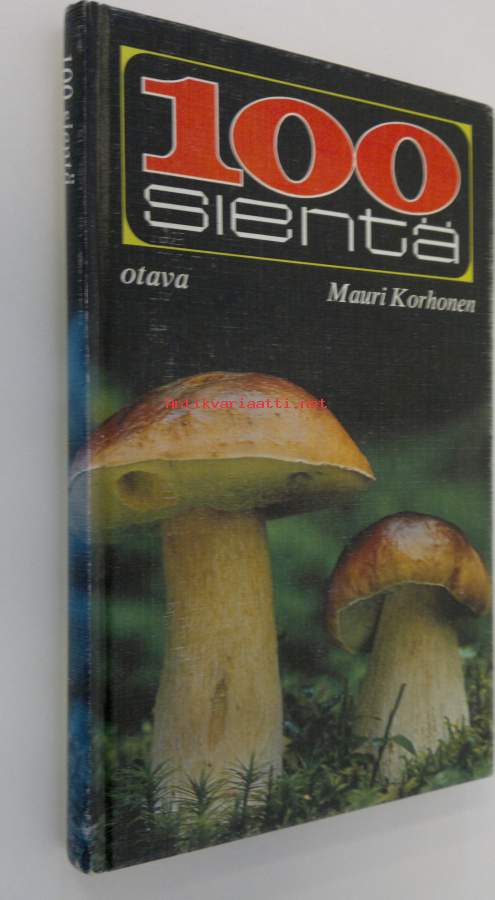 100
sientä
otava
Mauri Korhonen
Antikvariaatti.net
100 sientä